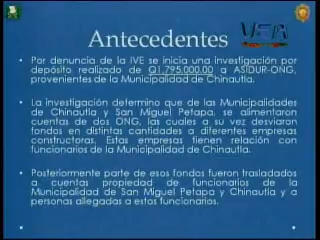 Antecedentes
• Por denuncia de la IVE se inicia una investigación por
depósito realizado de Q1,795,000.00 a ASIDUR-ONG,
provenientes de la Municipalidad de Chinautla.
• La investigación determino que de las Municipalidades
de Chinautla y San Miguel Petapa, se alimentaron
cuentas de dos ONG, las cuales a su vez desviaron
fondos en distintas cantidades a diferentes empresas
constructoras. Estas empresas tienen relación con
funcionarios de la Municipalidad de Chinautla.
• Posteriormente parte de esos fondos fueron trasladados
a cuentas propiedad de funcionarios de la
Municipalidad de San Miguel Petapa y Chinautla y a
personas allegadas a estos funcionarios.